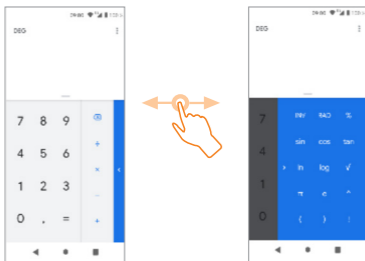 DEG
7 8 9
4 5 6
÷
1 2 3
−
0 . =
+
DEG
7
INV RAD %
4
sin cos tan
ln log √
1
π e ^
0
( ) !